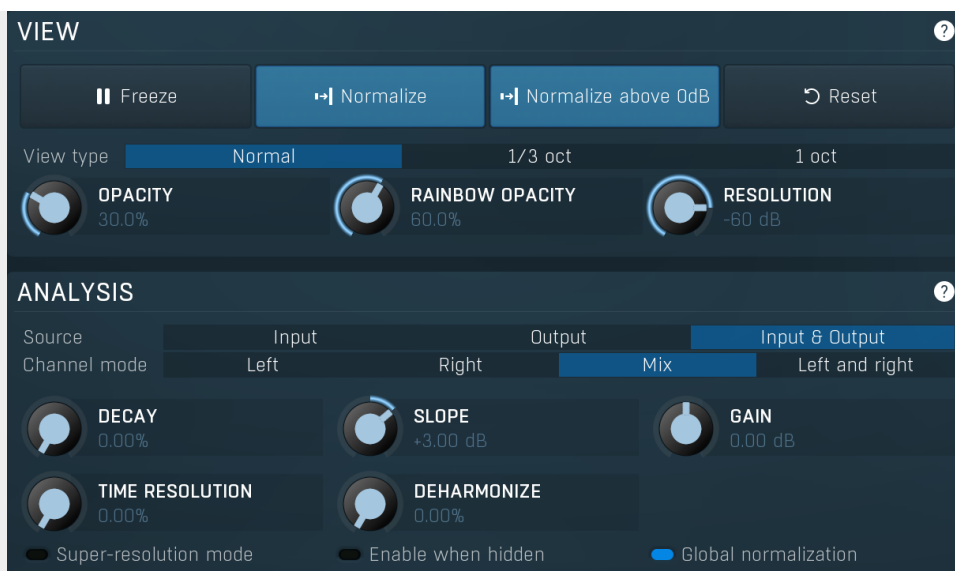 VIEW ?
Freeze Normalize Normalize above 0dB Reset
View type Normal 1/3 oct 1 oct
OPACITY RAINBOW OPACITY RESOLUTION
30.0% 60.0% -60 dB
ANALYSIS ?
Source Input Output Input & Output
Channel mode Left Right Mix Left and right
DECAY SLOPE GAIN
0.00% +3.00 dB 0.00 dB
TIME RESOLUTION DEHARMONIZE
0.00% 0.00%
Super-resolution mode Enable when hidden Global normalization